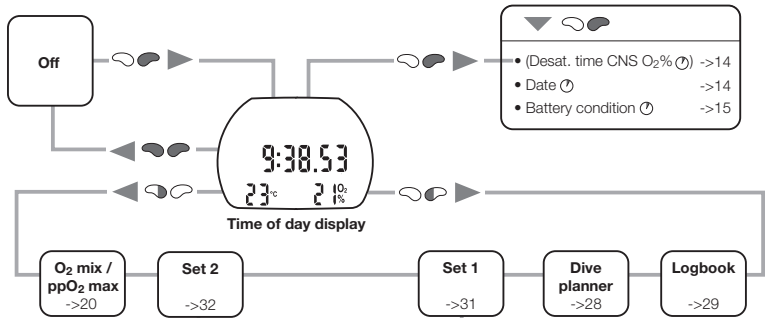 Off
• (Desat. time CNS O₂% ) ->14
• Date ->14
• Battery condition ->15
9:38.53
23°C 21 O₂%
Time of day display
O₂ mix /
ppO₂ max
->20
Set 2
->32
Set 1
->31
Dive
planner
->28
Logbook
->29